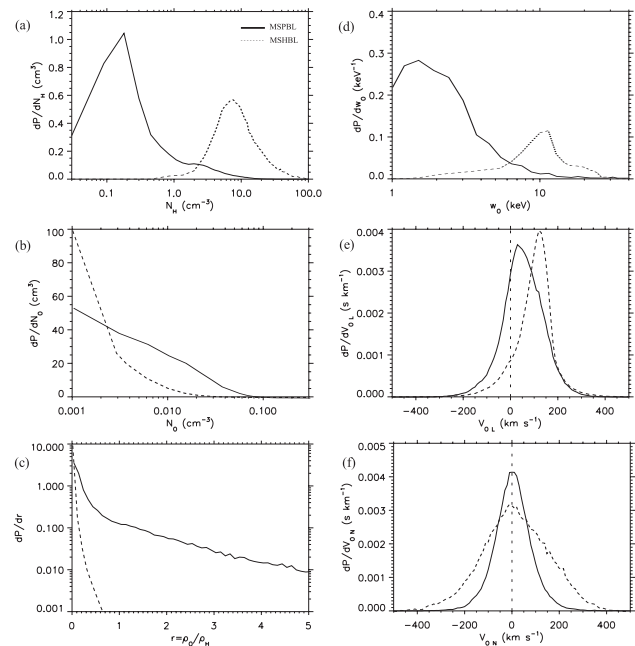 (a)
MSPBL
MSHBL
dP/dN_H (cm³)
1.2
1.0
0.8
0.6
0.4
0.2
0.0
0.1 1.0 10.0 100.0
N_H (cm⁻³)
(b)
dP/dN_O (cm³)
100
80
60
40
20
0
0.001 0.010 0.100
N_O (cm⁻³)
(c)
dP/dr
10.000
1.000
0.100
0.010
0.001
0 1 2 3 4 5
r=ρ_O/ρ_H
(d)
dP/dw_O (keV⁻¹)
0.4
0.3
0.2
0.1
0.0
1 10
w_O (keV)
(e)
dP/dV_OL (s km⁻¹)
0.004
0.003
0.002
0.001
0.000
−400 −200 0 200 400
V_OL (km s⁻¹)
(f)
dP/dV_ON (s km⁻¹)
0.005
0.004
0.003
0.002
0.001
0.000
−400 −200 0 200 400
V_ON (km s⁻¹)